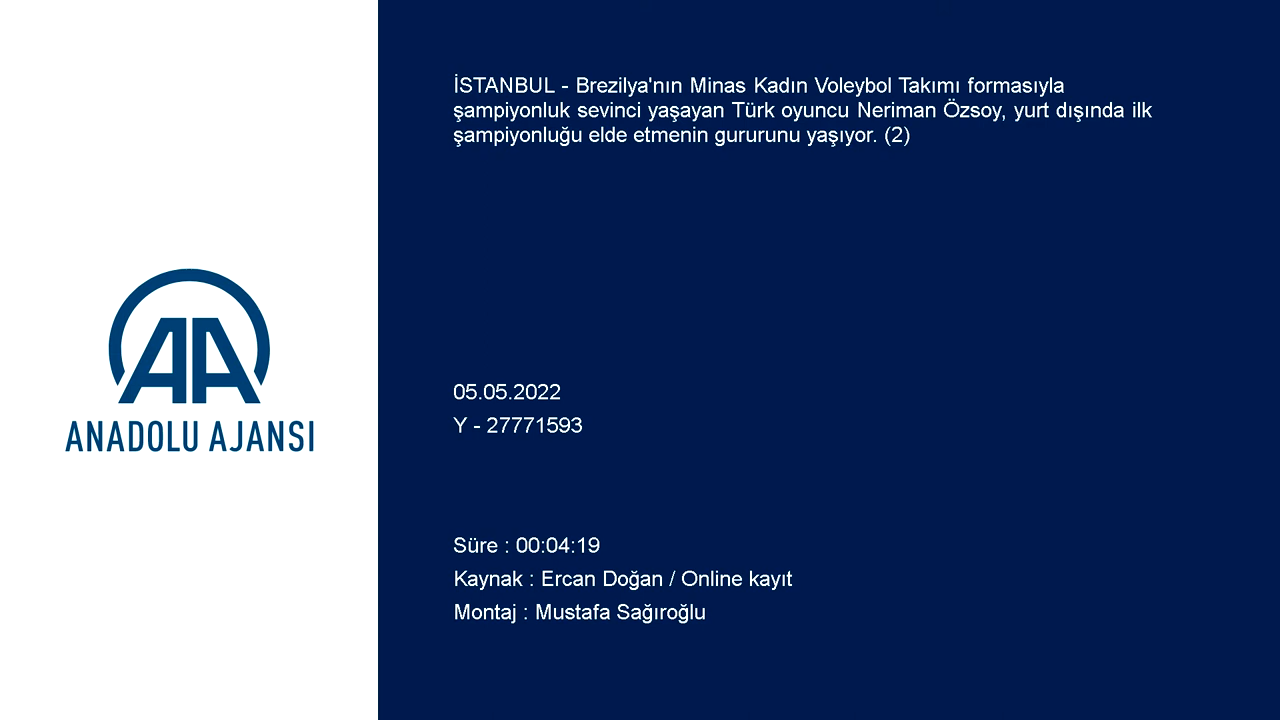 İSTANBUL - Brezilya'nın Minas Kadın Voleybol Takımı formasıyla
şampiyonluk sevinci yaşayan Türk oyuncu Neriman Özsoy, yurt dışında ilk
şampiyonluğu elde etmenin gururunu yaşıyor. (2)
AA
ANADOLU AJANSI
05.05.2022
Y - 27771593
Süre : 00:04:19
Kaynak : Ercan Doğan / Online kayıt
Montaj : Mustafa Sağıroğlu